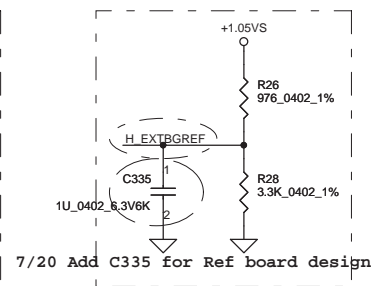 +1.05VS
R26
976_0402_1%
H_EXTBGREF
1
C335
1U_0402_6.3V6K
2
R28
3.3K_0402_1%
7/20 Add C335 for Ref board design